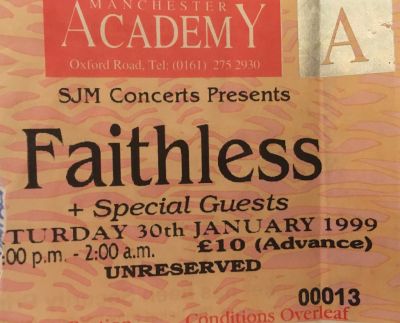 MANCHESTER
ACADEMY
Oxford Road, Tel: (0161) 275 2930
A
SJM Concerts Presents
Faithless
+ Special Guests
TURDAY 30th JANUARY 1999
:00 p.m. - 2:00 a.m. £10 (Advance)
UNRESERVED
00013
Conditions Overleaf